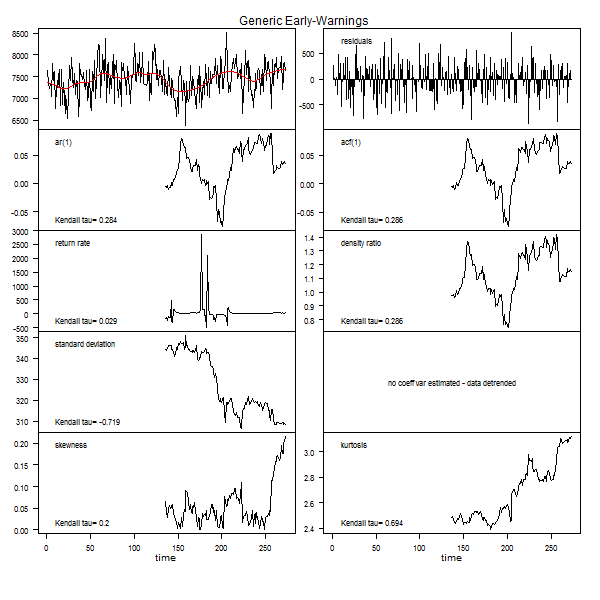 Generic Early-Warnings
8500
8000
7500
7000
6500
residuals
500
0
-500
ar(1)
0.05
0.00
-0.05
Kendall tau= 0.284
acf(1)
0.05
0.00
-0.05
Kendall tau= 0.286
return rate
3000
2500
2000
1500
1000
500
0
-500
Kendall tau= 0.029
density ratio
1.4
1.3
1.2
1.1
1.0
0.9
0.8
Kendall tau= 0.286
standard deviation
350
340
330
320
310
Kendall tau= -0.719
no coeff var estimated - data detrended
skewness
0.20
0.15
0.10
0.05
0.00
Kendall tau= 0.2
kurtosis
3.0
2.8
2.6
2.4
Kendall tau= 0.694
0 50 100 150 200 250
time
0 50 100 150 200 250
time